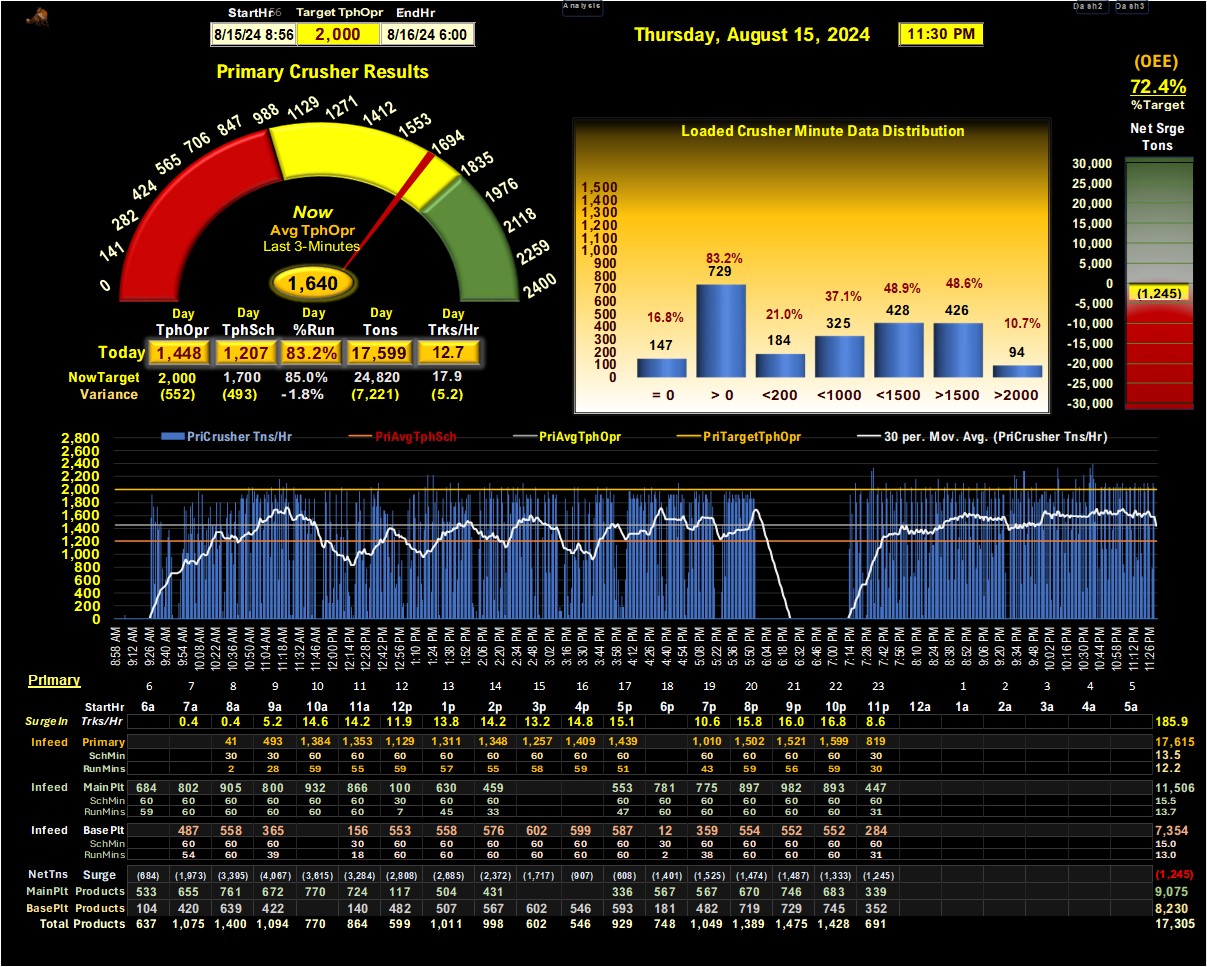 Analysis
Dash2 Dash3
StartHr56 Target TphOpr EndHr
8/15/24 8:56 2,000 8/16/24 6:00
Thursday, August 15, 2024 11:30 PM
(OEE)
72.4%
%Target
Primary Crusher Results
0 141 282 424 565 706 847 988 1129 1271 1412 1553 1694 1835 1976 2118 2259 2400
Now
Avg TphOpr
Last 3-Minutes
1,640
Day Day Day Day Day
TphOpr TphSch %Run Tons Trks/Hr
Today 1,448 1,207 83.2% 17,599 12.7
NowTarget 2,000 1,700 85.0% 24,820 17.9
Variance (552) (493) -1.8% (7,221) (5.2)
Loaded Crusher Minute Data Distribution
1,500
1,400
1,300
1,200
1,100
1,000
900
800
700
600
500
400
300
200
100
0
16.8% 83.2% 21.0% 37.1% 48.9% 48.6% 10.7%
147 729 184 325 428 426 94
= 0 > 0 <200 <1000 <1500 >1500 >2000
Net Srge
Tons
30,000
25,000
20,000
15,000
10,000
5,000
0
(1,245)
-5,000
-10,000
-15,000
-20,000
-25,000
-30,000
PriCrusher Tns/Hr PriAvgTphSch PriAvgTphOpr PriTargetTphOpr 30 per. Mov. Avg. (PriCrusher Tns/Hr)
2,800
2,600
2,400
2,200
2,000
1,800
1,600
1,400
1,200
1,000
800
600
400
200
0
8:58 AM 9:12 AM 9:26 AM 9:40 AM 9:54 AM 10:08 AM 10:22 AM 10:36 AM 10:50 AM 11:04 AM 11:18 AM 11:32 AM 11:46 AM 12:00 PM 12:14 PM 12:28 PM 12:42 PM 12:56 PM 1:10 PM 1:24 PM 1:38 PM 1:52 PM 2:06 PM 2:20 PM 2:34 PM 2:48 PM 3:02 PM 3:16 PM 3:30 PM 3:44 PM 3:58 PM 4:12 PM 4:26 PM 4:40 PM 4:54 PM 5:08 PM 5:22 PM 5:36 PM 5:50 PM 6:04 PM 6:18 PM 6:32 PM 6:46 PM 7:00 PM 7:14 PM 7:28 PM 7:42 PM 7:56 PM 8:10 PM 8:24 PM 8:38 PM 8:52 PM 9:06 PM 9:20 PM 9:34 PM 9:48 PM 10:02 PM 10:16 PM 10:30 PM 10:44 PM 10:58 PM 11:12 PM 11:26 PM
Primary
6 7 8 9 10 11 12 13 14 15 16 17 18 19 20 21 22 23 1 2 3 4 5
StartHr 6a 7a 8a 9a 10a 11a 12p 1p 2p 3p 4p 5p 6p 7p 8p 9p 10p 11p 12a 1a 2a 3a 4a 5a
SurgeIn Trks/Hr 0.4 0.4 5.2 14.6 14.2 11.9 13.8 14.2 13.2 14.8 15.1 10.6 15.8 16.0 16.8 8.6 185.9
Infeed Primary 41 493 1,384 1,353 1,129 1,311 1,348 1,257 1,409 1,439 1,010 1,502 1,521 1,599 819 17,615
SchMin 30 30 60 60 60 60 60 60 60 60 60 60 60 60 30 13.5
RunMins 2 28 59 55 59 57 55 58 59 51 43 59 56 59 30 12.2
Infeed MainPlt 684 802 905 800 932 866 100 630 459 553 781 775 897 982 893 447 11,506
SchMin 60 60 60 60 60 60 30 60 60 60 60 60 60 60 60 30 15.5
RunMins 59 60 60 60 60 60 7 45 33 47 60 60 60 60 60 31 13.7
Infeed BasePlt 487 558 365 156 553 558 576 602 599 587 12 359 554 552 552 284 7,354
SchMin 60 60 60 30 60 60 60 60 60 60 30 60 60 60 60 30 15.0
RunMins 54 60 39 18 60 60 60 60 60 60 2 38 60 60 60 31 13.0
NetTns Surge (684) (1,973) (3,395) (4,067) (3,615) (3,284) (2,808) (2,685) (2,372) (1,717) (907) (608) (1,401) (1,525) (1,474) (1,487) (1,333) (1,245) (1,245)
MainPlt Products 533 655 761 672 770 724 117 504 431 336 567 567 670 746 683 339 9,075
BasePlt Products 104 420 639 422 140 482 507 567 602 546 593 181 482 719 729 745 352 8,230
Total Products 637 1,075 1,400 1,094 770 864 599 1,011 998 602 546 929 748 1,049 1,389 1,475 1,428 691 17,305